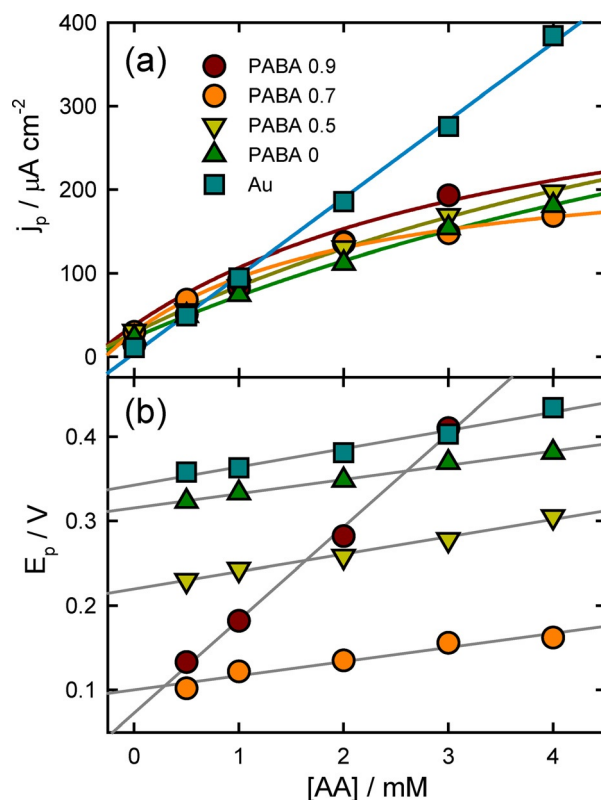 400
300
200
100
0
j_p / μA cm⁻²
(a)
PABA 0.9
PABA 0.7
PABA 0.5
PABA 0
Au
(b)
0.4
0.3
0.2
0.1
E_p / V
0 1 2 3 4
[AA] / mM